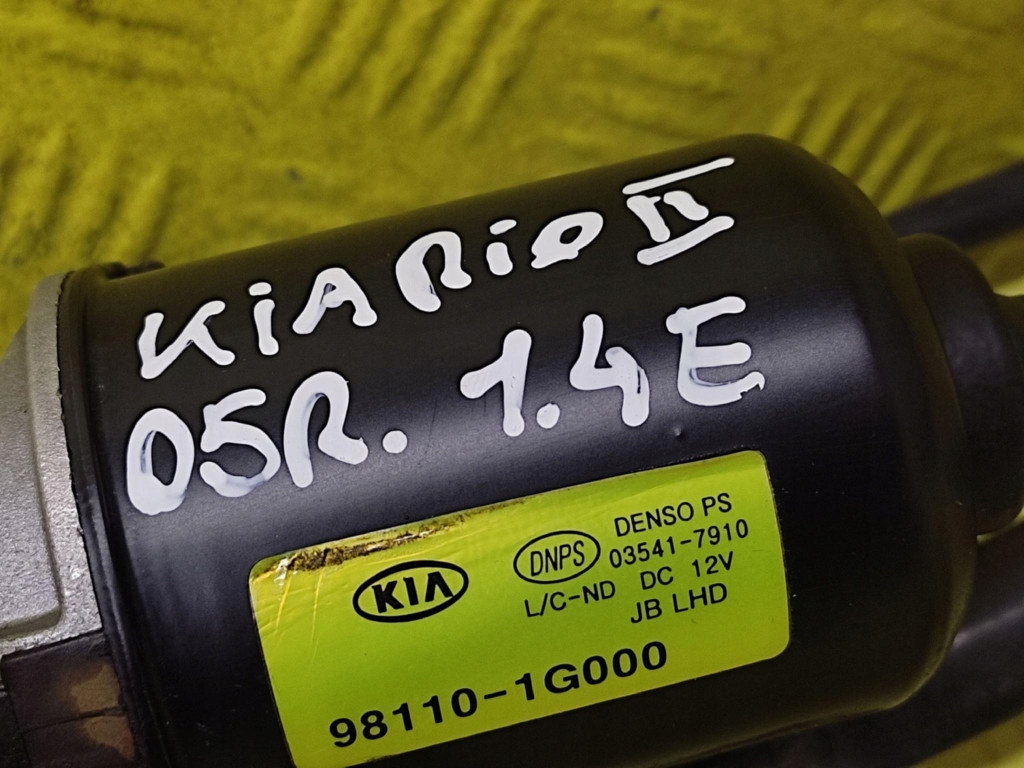 KiA RiO II
05R. 1.4E
DENSO PS
DNPS 03541-7910
KIA L/C-ND DC 12V
JB LHD
98110-1G000